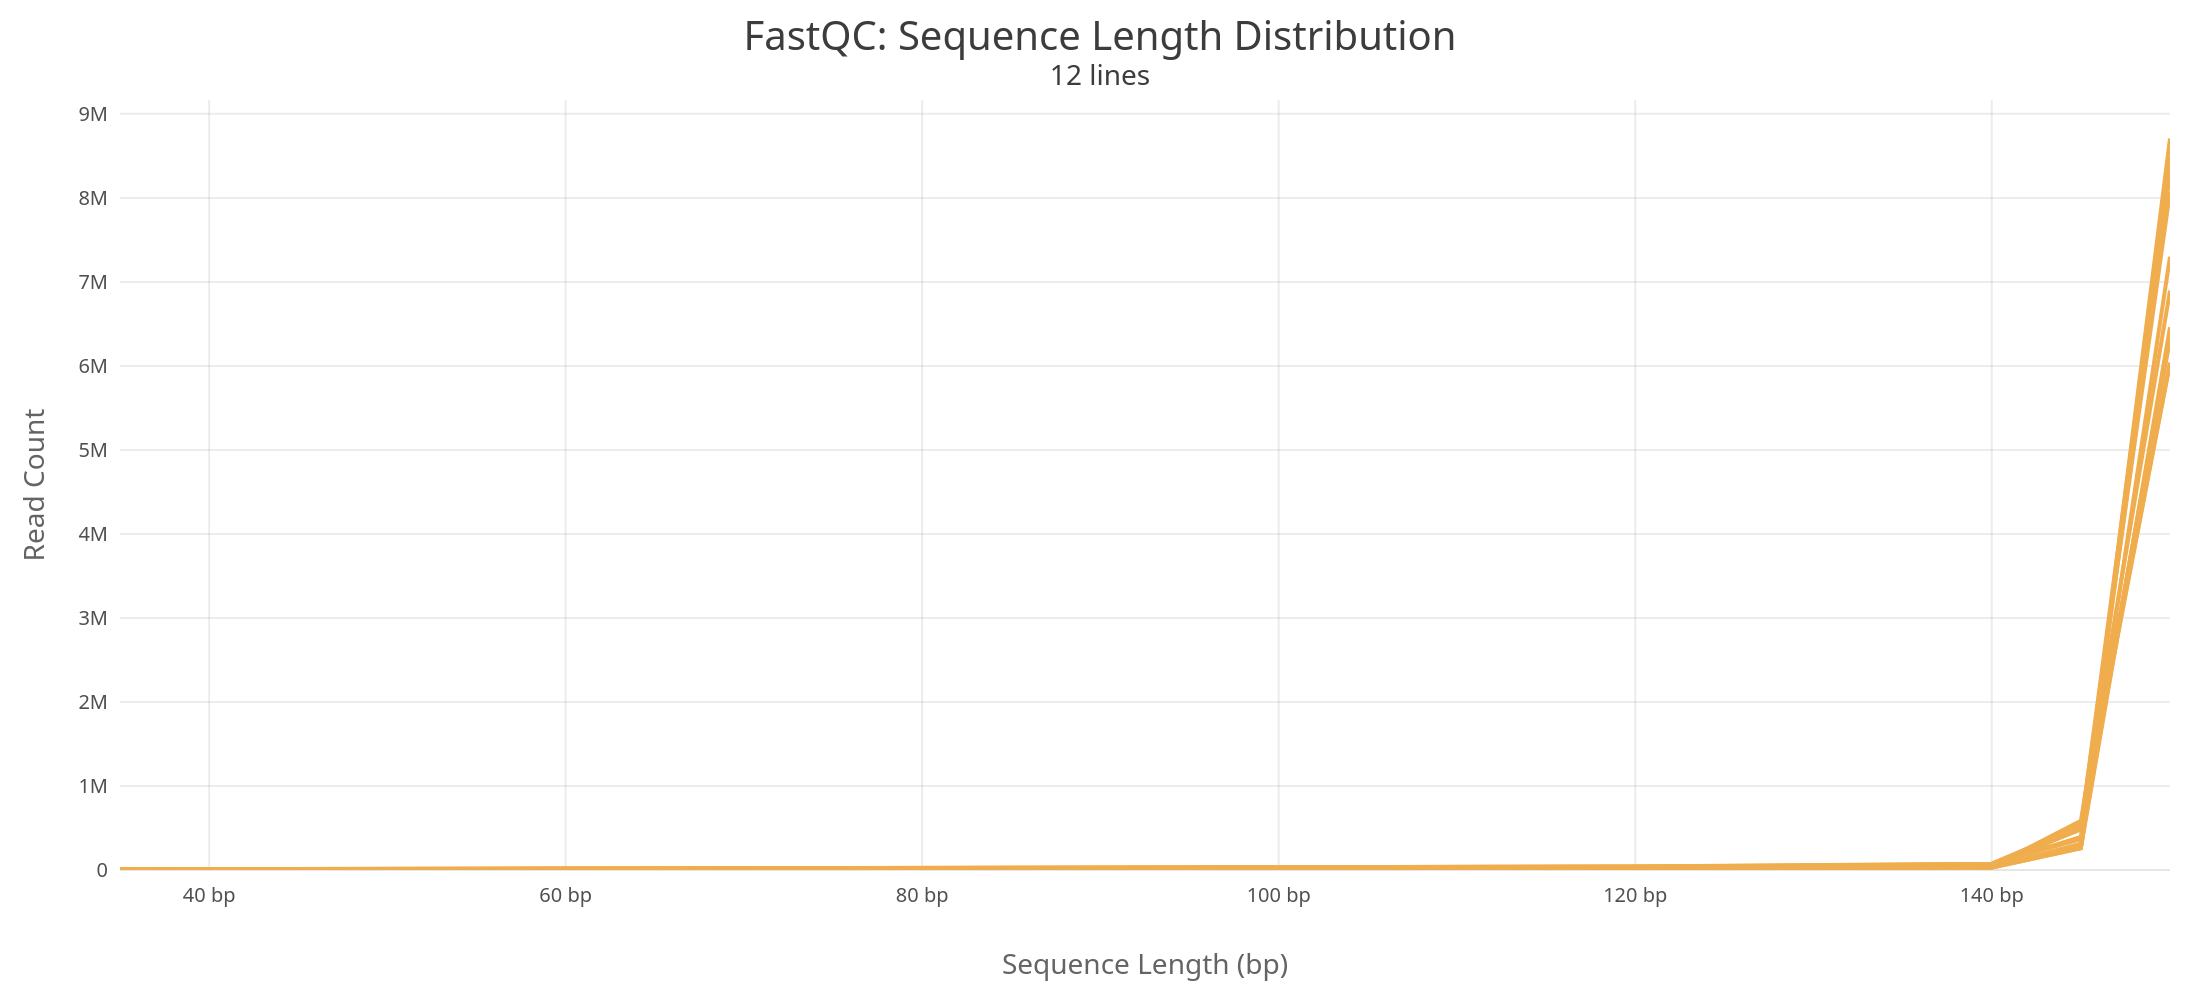 FastQC: Sequence Length Distribution
12 lines
9M
8M
7M
6M
5M
4M
3M
2M
1M
0
Read Count
40 bp
60 bp
80 bp
100 bp
120 bp
140 bp
Sequence Length (bp)